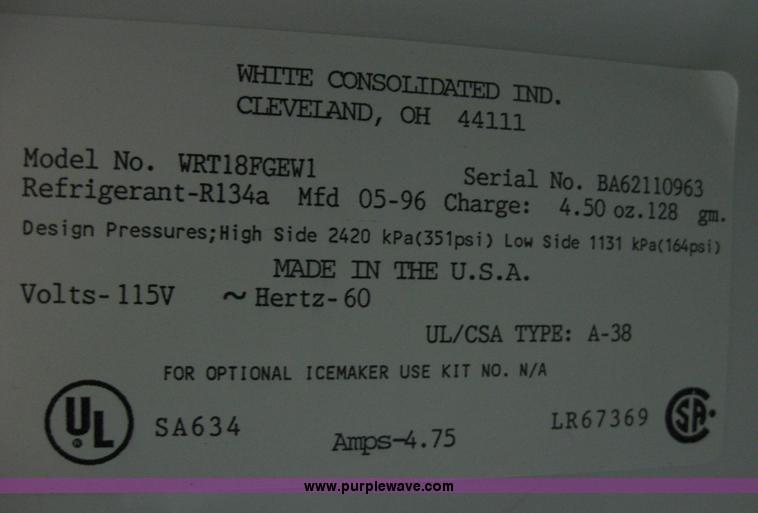 WHITE CONSOLIDATED IND.
CLEVELAND, OH 44111
Model No. WRT18FGEW1 Serial No. BA62110963
Refrigerant-R134a Mfd 05-96 Charge: 4.50 oz.128 gm.
Design Pressures;High Side 2420 kPa(351psi) Low Side 1131 kPa(164psi)
MADE IN THE U.S.A.
Volts-115V ~Hertz-60
UL/CSA TYPE: A-38
FOR OPTIONAL ICEMAKER USE KIT NO. N/A
UL ® SA634 Amps-4.75 LR67369 SA
www.purplewave.com